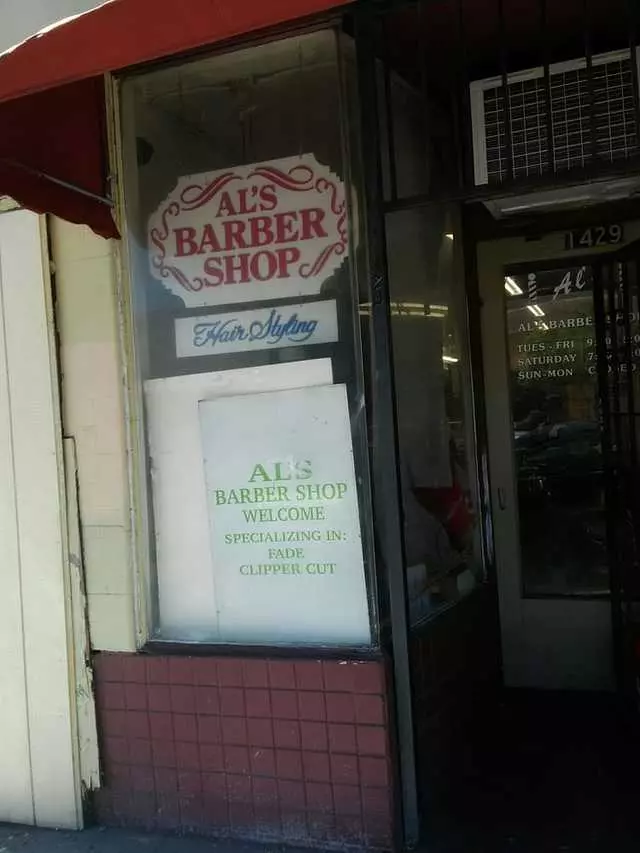 AL'S
BARBER
SHOP
Hair Styling
AL'S
BARBER SHOP
WELCOME
SPECIALIZING IN:
FADE
CLIPPER CUT
1429
AL'S
TUES - FRI
SATURDAY
SUN-MON